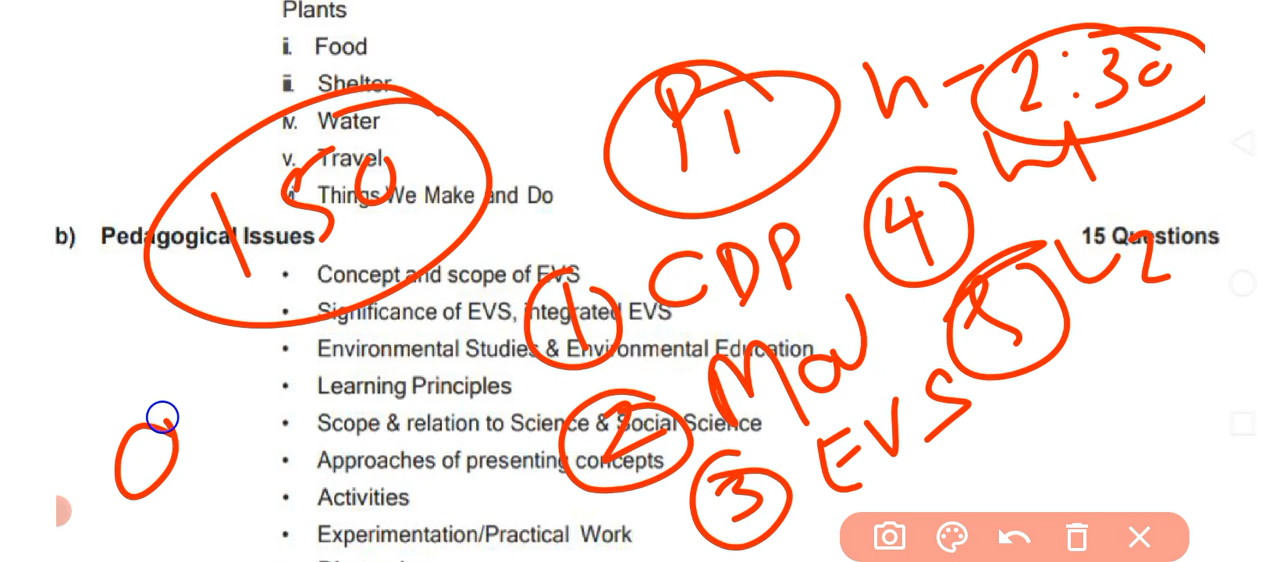 Plants
ii. Food
iii. Shelter
iv. Water
v. Travel
vi. Things We Make and Do
150
P1
h - 2:30
b) Pedagogical Issues 15 Questions
• Concept and scope of EVS
• Significance of EVS, integrated EVS
• Environmental Studies & Environmental Education
• Learning Principles
• Scope & relation to Science & Social Science
• Approaches of presenting concepts
• Activities
• Experimentation/Practical Work
1 CDP
2
3 EVS
4 L1
5 L2
0